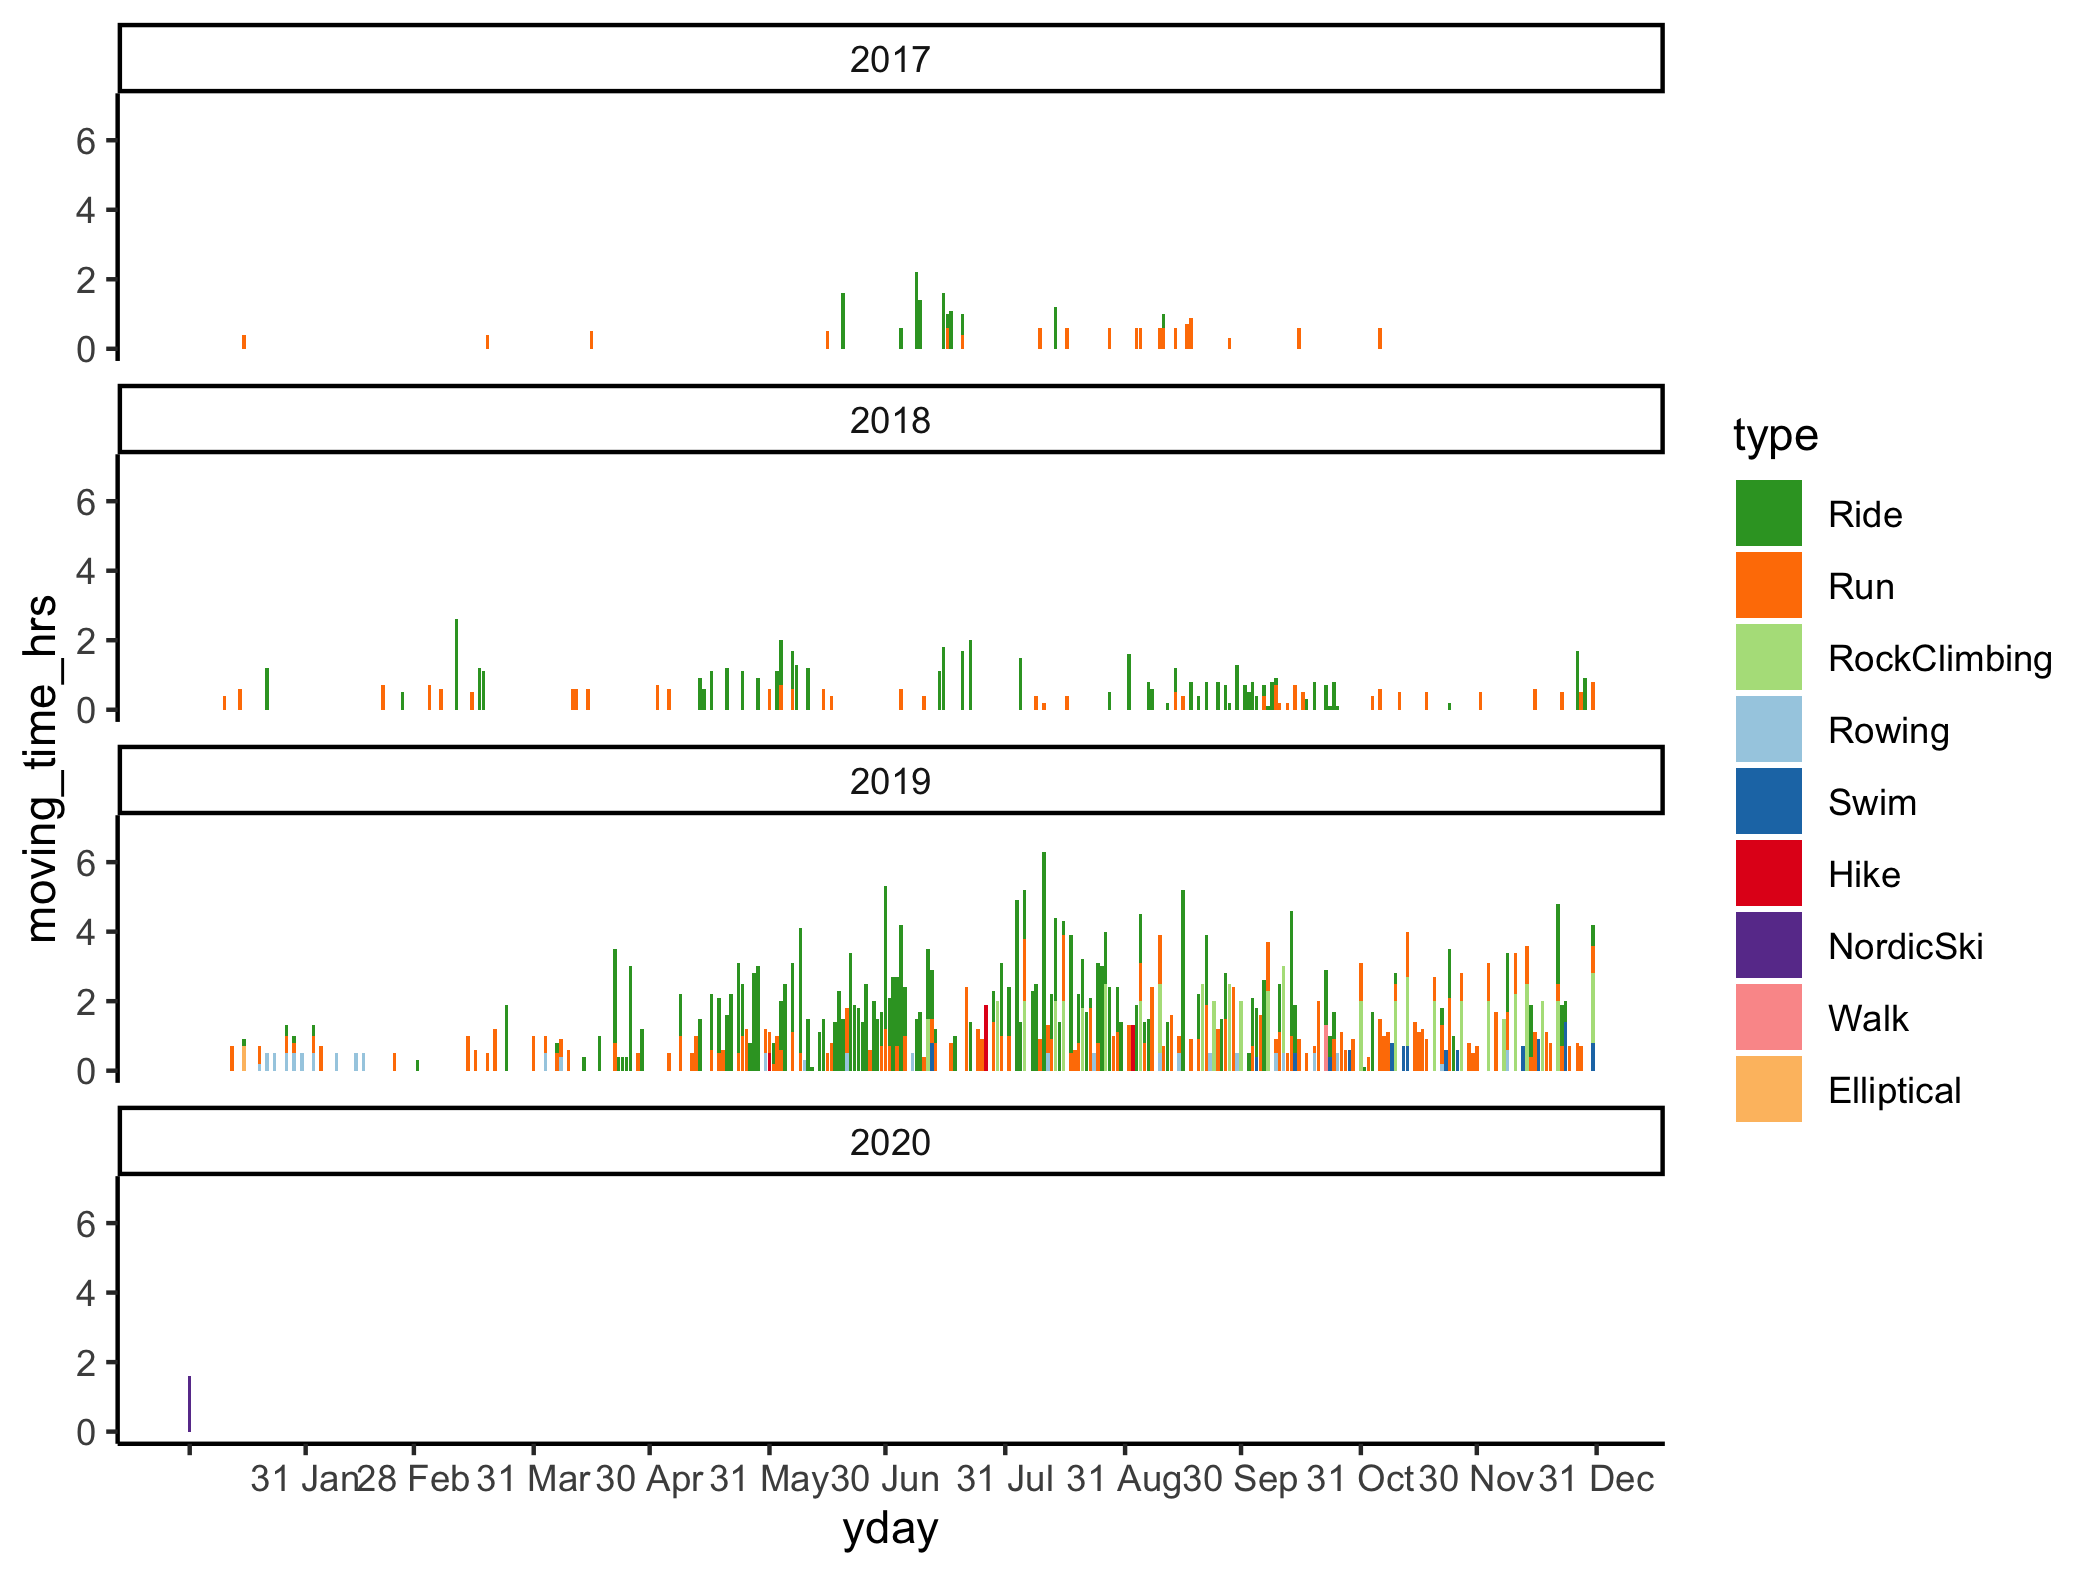 2017
6
4
2
0
2018
6
4
2
0
2019
6
4
2
0
2020
6
4
2
0
moving_time_hrs
31 Jan 28 Feb 31 Mar 30 Apr 31 May 30 Jun 31 Jul 31 Aug 30 Sep 31 Oct 30 Nov 31 Dec
yday
type
Ride
Run
RockClimbing
Rowing
Swim
Hike
NordicSki
Walk
Elliptical